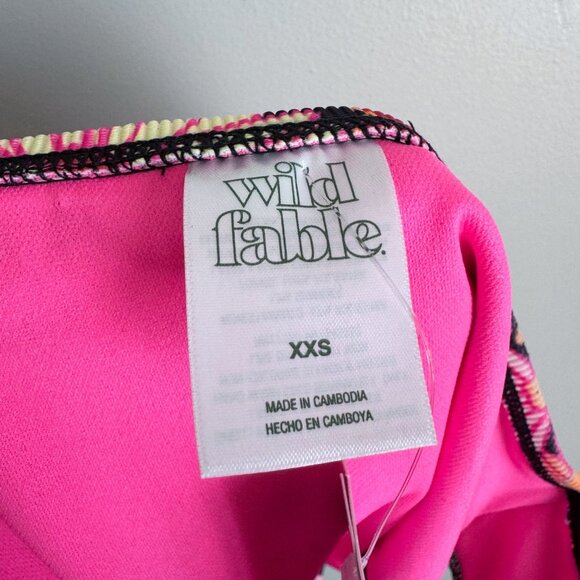 wild
fable.
XXS
MADE IN CAMBODIA
HECHO EN CAMBOYA